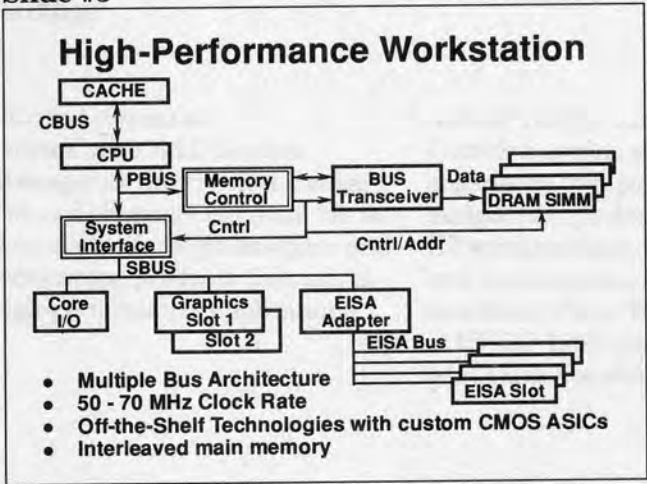 High-Performance Workstation
CACHE
CBUS
CPU
PBUS
Memory
Control
BUS
Transceiver
Data
DRAM SIMM
System
Interface
Cntrl
Cntrl/Addr
SBUS
Core
I/O
Graphics
Slot 1
Slot 2
EISA
Adapter
EISA Bus
EISA Slot
• Multiple Bus Architecture
• 50 - 70 MHz Clock Rate
• Off-the-Shelf Technologies with custom CMOS ASICs
• Interleaved main memory